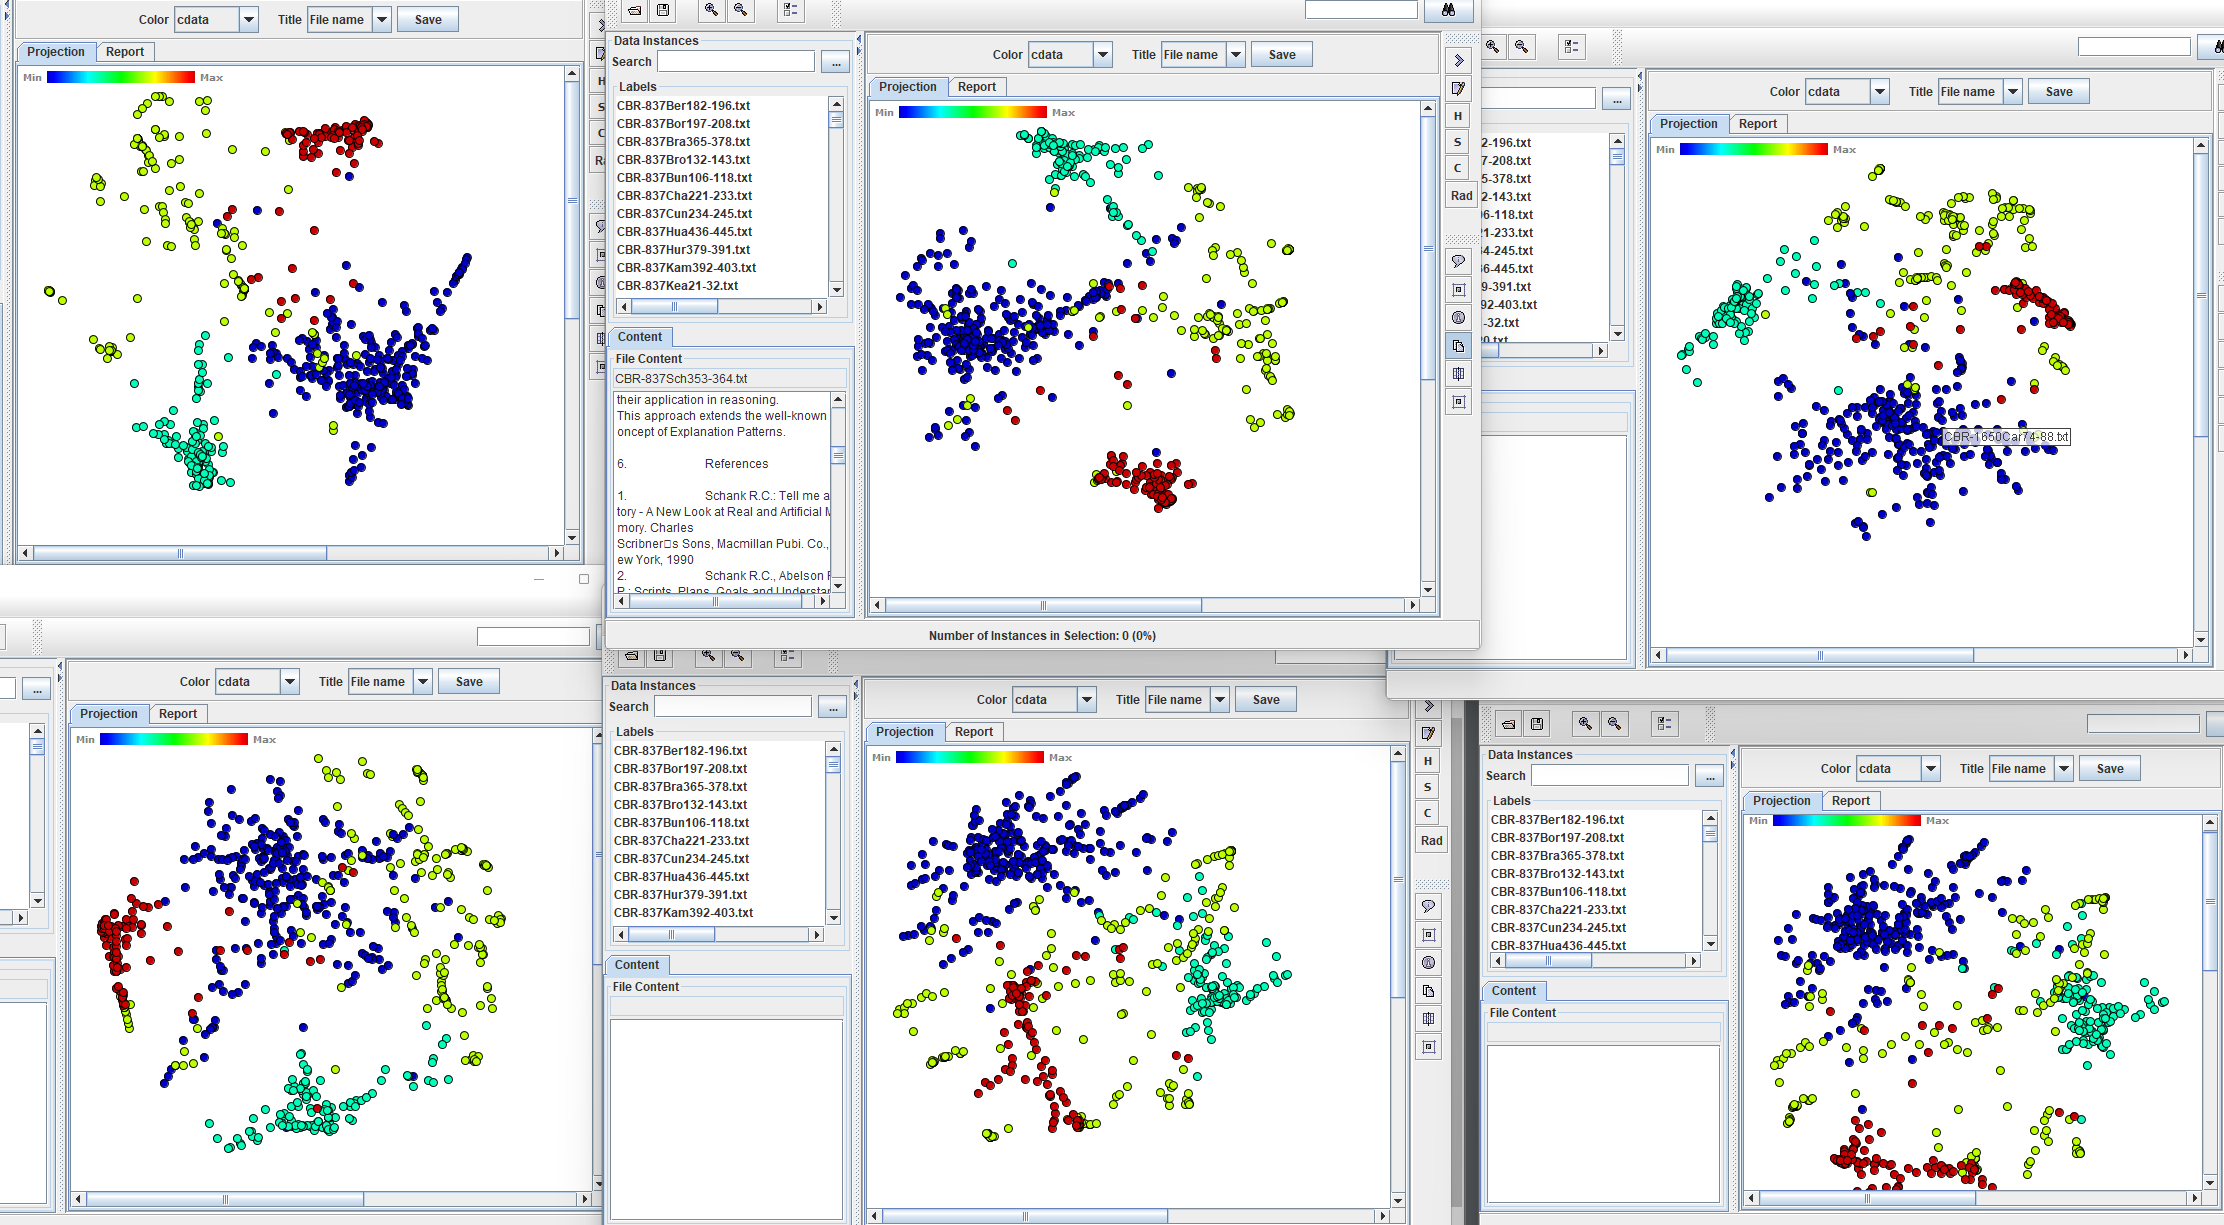 Color cdata Title File name Save
Projection Report
Min Max
H
S
C
Ra
Data Instances
Search ...
Labels
CBR-837Ber182-196.txt
CBR-837Bor197-208.txt
CBR-837Bra365-378.txt
CBR-837Bro132-143.txt
CBR-837Bun106-118.txt
CBR-837Cha221-233.txt
CBR-837Cun234-245.txt
CBR-837Hua436-445.txt
CBR-837Hur379-391.txt
CBR-837Kam392-403.txt
CBR-837Kea21-32.txt
Content
File Content
CBR-837Sch353-364.txt
their application in reasoning.
This approach extends the well-known
oncept of Explanation Patterns.
6. References
1. Schank R.C.: Tell me a
tory - A New Look at Real and Artificial M
mory. Charles
Scribner□s Sons, Macmillan Publ. Co.,
ew York, 1990
2. Schank R.C., Abelson
P.: Scripts, Plans, Goals and Understan
Color cdata Title File name Save
Projection Report
Min Max
H
S
C
Rad
Number of Instances in Selection: 0 (0%)
...
2-196.txt
7-208.txt
5-378.txt
2-143.txt
06-118.txt
21-233.txt
34-245.txt
36-445.txt
9-391.txt
92-403.txt
-32.txt
Color cdata Title File name Save
Projection Report
Min Max
CBR-1650Car74-88.txt
...
Color cdata Title File name Save
Projection Report
Min Max
Data Instances
Search ...
Labels
CBR-837Ber182-196.txt
CBR-837Bor197-208.txt
CBR-837Bra365-378.txt
CBR-837Bro132-143.txt
CBR-837Bun106-118.txt
CBR-837Cha221-233.txt
CBR-837Cun234-245.txt
CBR-837Hua436-445.txt
CBR-837Hur379-391.txt
CBR-837Kam392-403.txt
Content
File Content
Color cdata Title File name Save
Projection Report
Min Max
H
S
C
Rad
Data Instances
Search ...
Labels
CBR-837Ber182-196.txt
CBR-837Bor197-208.txt
CBR-837Bra365-378.txt
CBR-837Bro132-143.txt
CBR-837Bun106-118.txt
CBR-837Cha221-233.txt
CBR-837Cun234-245.txt
CBR-837Hua436-445.txt
Content
File Content
Color cdata Title File name Save
Projection Report
Min Max